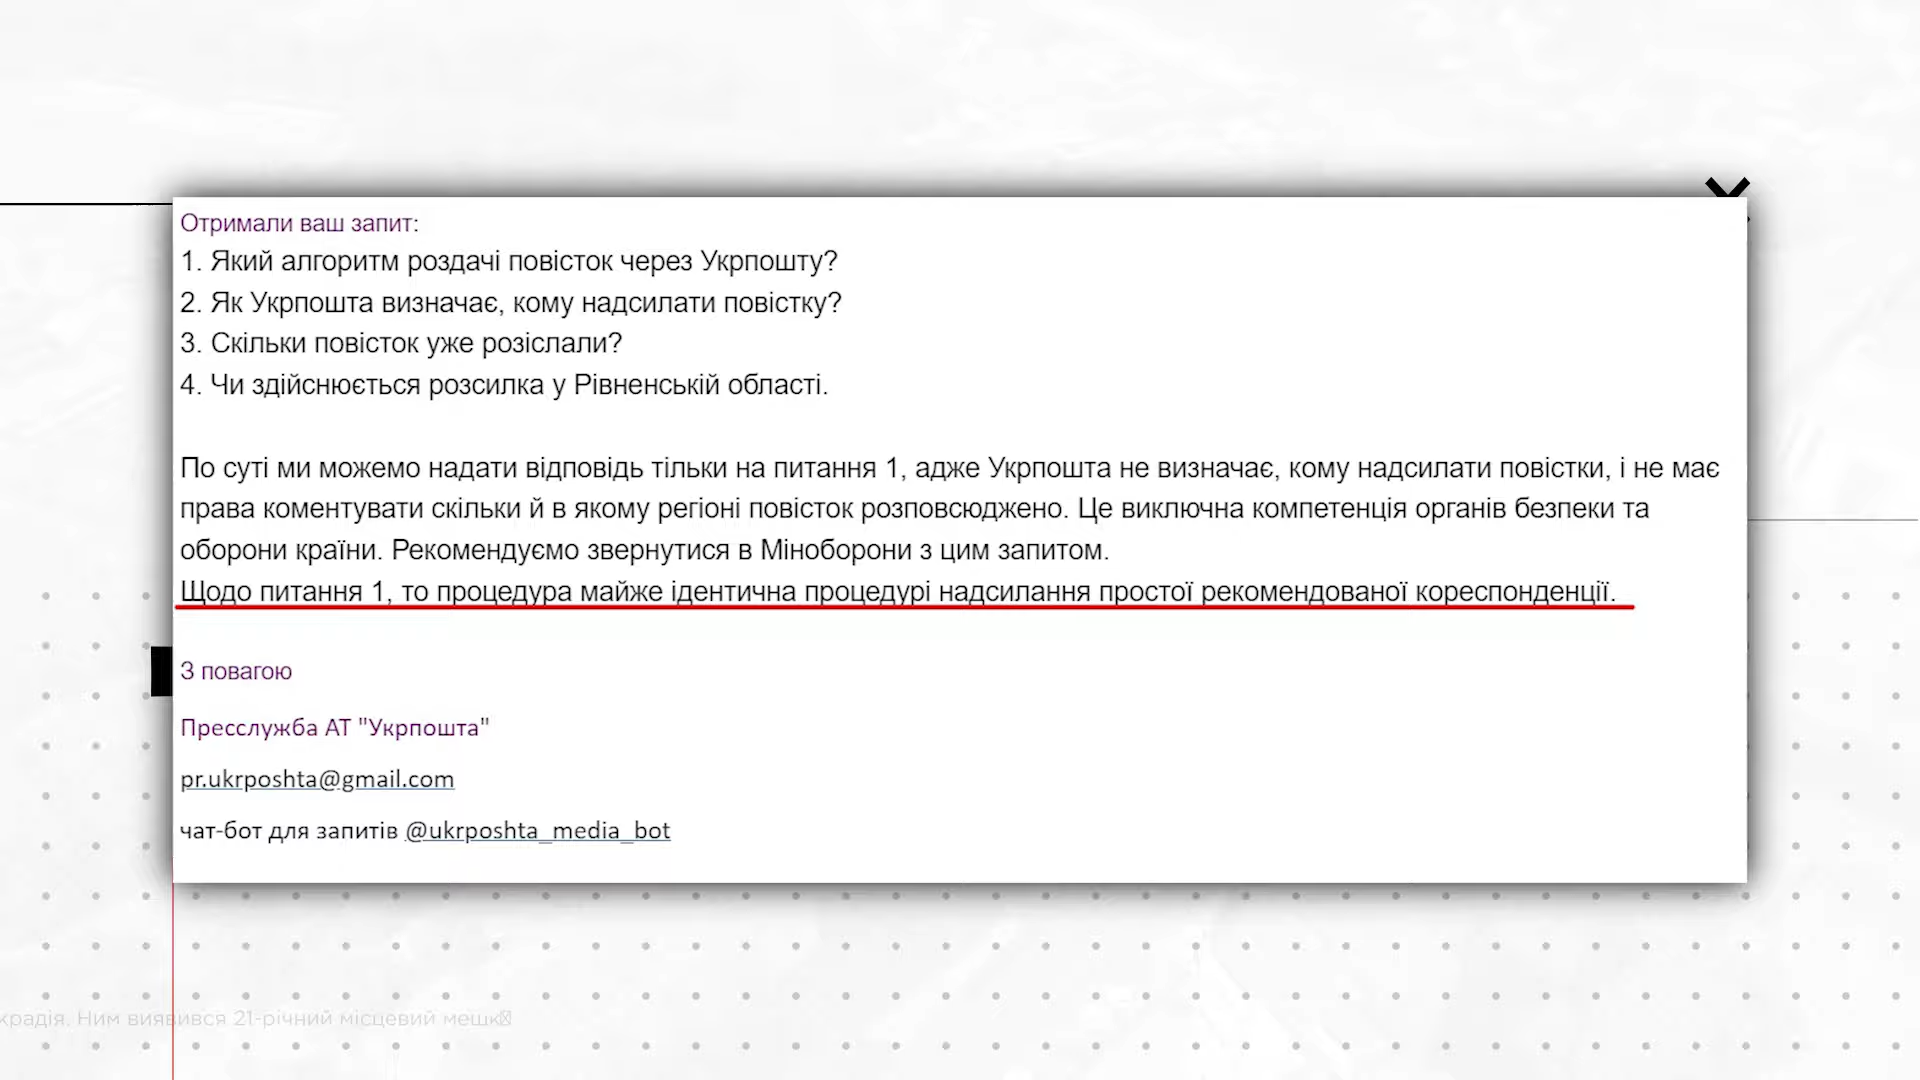 Отримали ваш запит:
1. Який алгоритм роздачі повісток через Укрпошту?
2. Як Укрпошта визначає, кому надсилати повістку?
3. Скільки повісток уже розіслали?
4. Чи здійснюється розсилка у Рівненській області.
По суті ми можемо надати відповідь тільки на питання 1, адже Укрпошта не визначає, кому надсилати повістки, і не має
права коментувати скільки й в якому регіоні повісток розповсюджено. Це виключна компетенція органів безпеки та
оборони країни. Рекомендуємо звернутися в Міноборони з цим запитом.
Щодо питання 1, то процедура майже ідентична процедурі надсилання простої рекомендованої кореспонденції.
З повагою
Пресслужба АТ "Укрпошта"
pr.ukrposhta@gmail.com
чат-бот для запитів @ukrposhta_media_bot
крадія. Ним виявився 21-річний місцевий